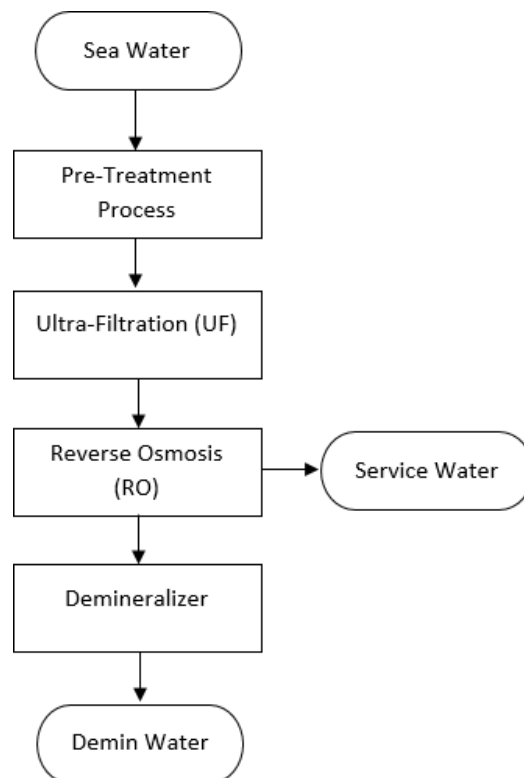 Sea Water
Pre-Treatment
Process
Ultra-Filtration (UF)
Reverse Osmosis
(RO)
Service Water
Demineralizer
Demin Water